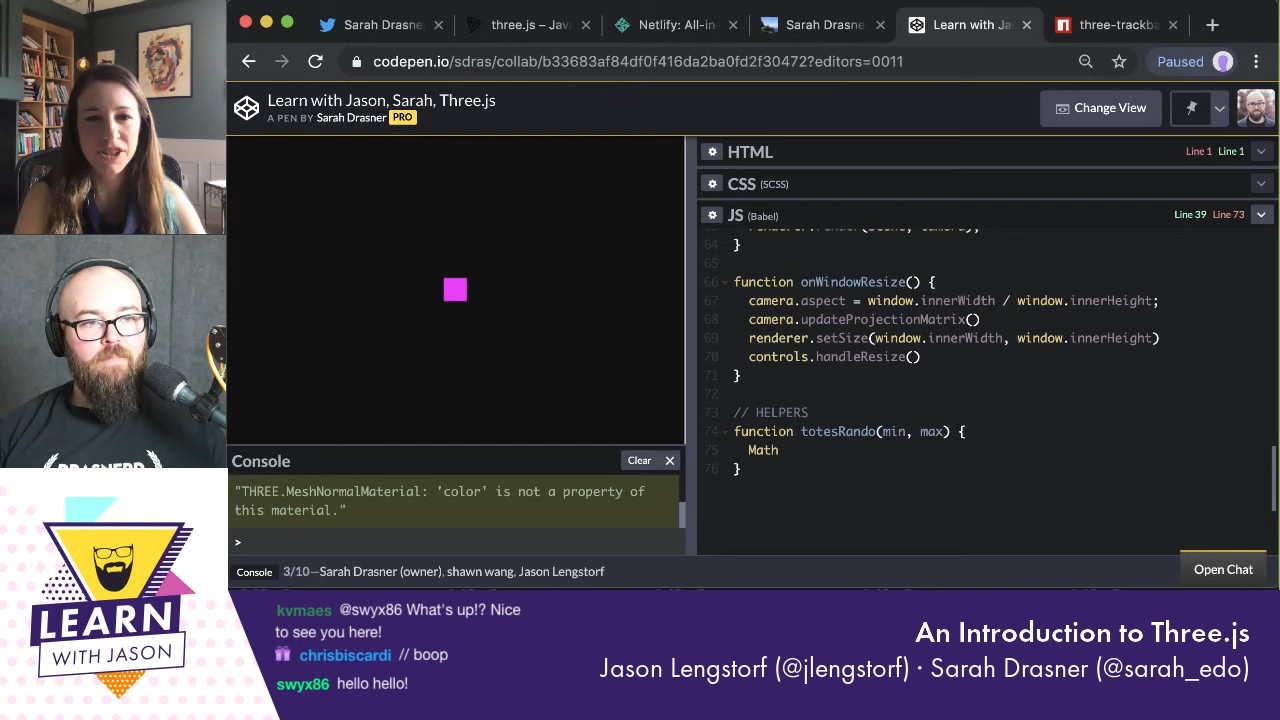 Sarah Drasne
three.js – Jav
Netlify: All-in
Sarah Drasne
Learn with Ja
three-trackba
codepen.io/sdras/collab/b33683af84df0f416da2ba0fd2f30472?editors=0011
Paused
Learn with Jason, Sarah, Three.js
A PEN BY Sarah Drasner PRO
Change View
HTML
Line 1 Line 1
CSS (SCSS)
JS (Babel)
Line 39 Line 73
64 }
65
66 function onWindowResize() {
67 camera.aspect = window.innerWidth / window.innerHeight;
68 camera.updateProjectionMatrix()
69 renderer.setSize(window.innerWidth, window.innerHeight)
70 controls.handleResize()
71 }
72
73 // HELPERS
74 function totesRando(min, max) {
75 Math
76 }
Console
Clear
"THREE.MeshNormalMaterial: 'color' is not a property of
this material."
>
Console 3/10—Sarah Drasner (owner), shawn wang, Jason Lengstorf
Open Chat
LEARN
WITH JASON
kvmaes @swyx86 What's up!? Nice
to see you here!
chrisbiscardi // boop
swyx86 hello hello!
An Introduction to Three.js
Jason Lengstorf (@jlengstorf) · Sarah Drasner (@sarah_edo)